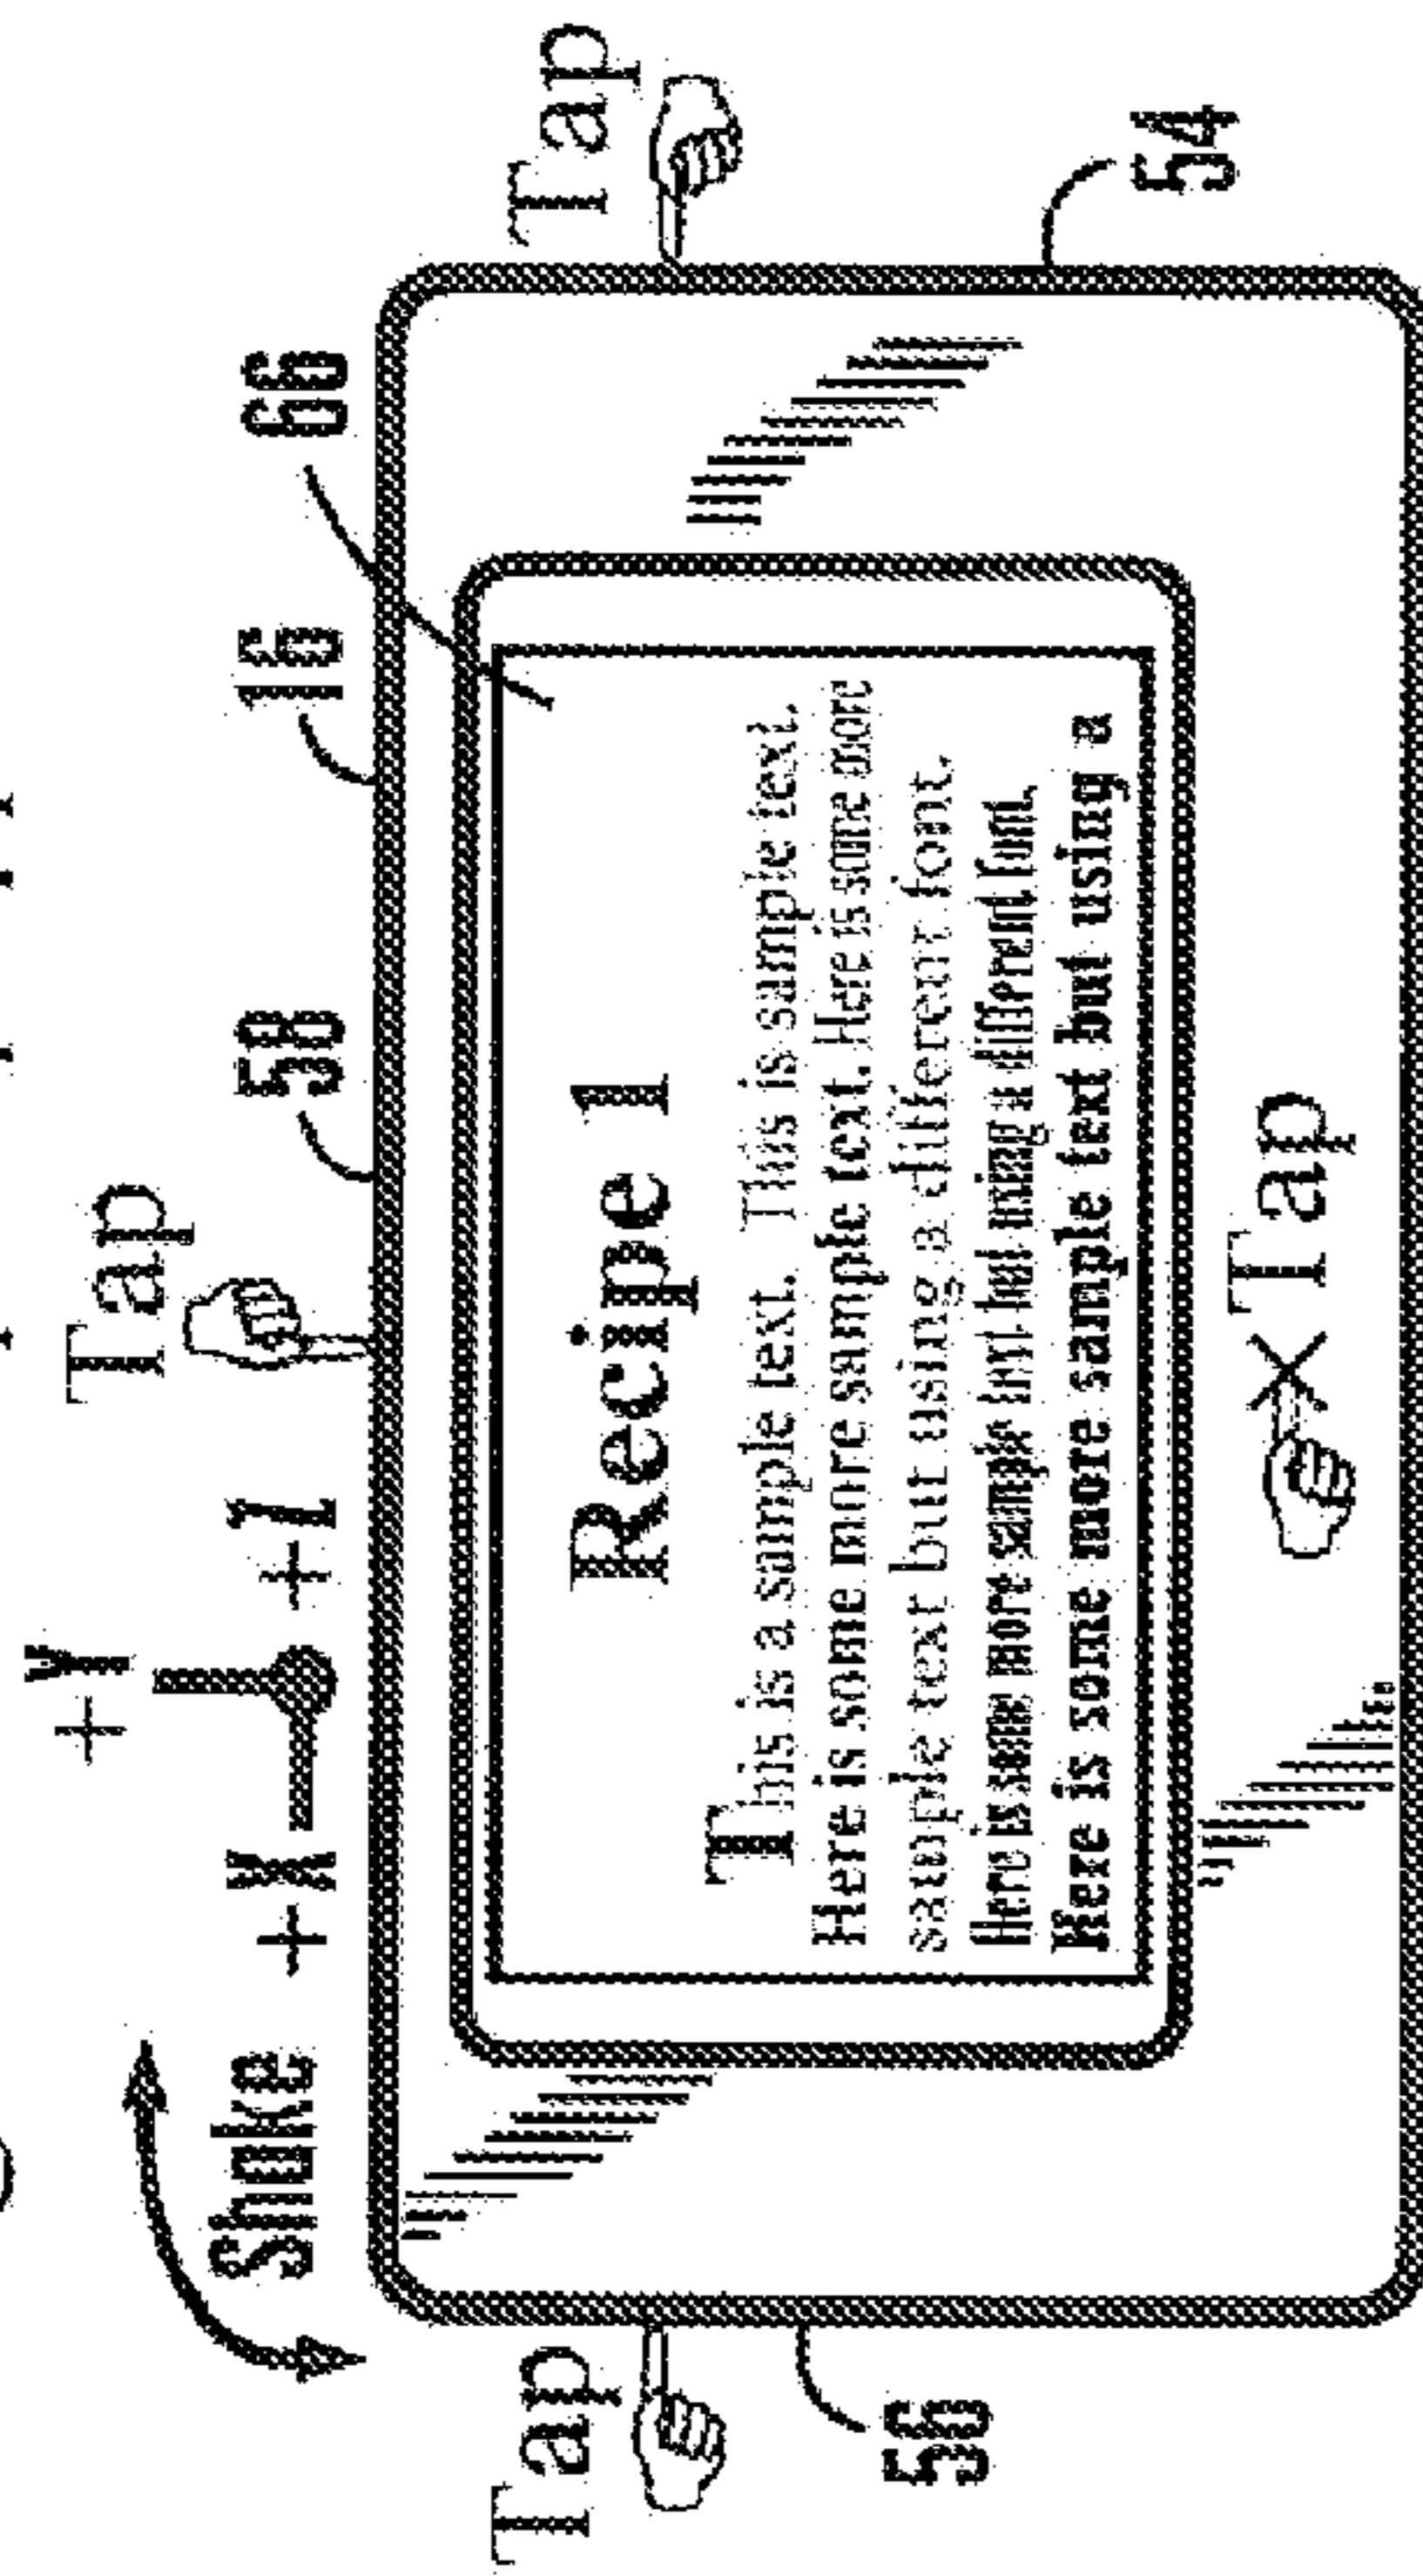 +Y
Tap
Shake +X +Z 58 16 66
Tap
Tap
Recipe 1
This is a sample text. This is sample text.
Here is some more sample text. Here is some more
sample text but using a different font.
Here is some more sample text but using a different font.
Here is some more sample text but using a
Tap
56
54